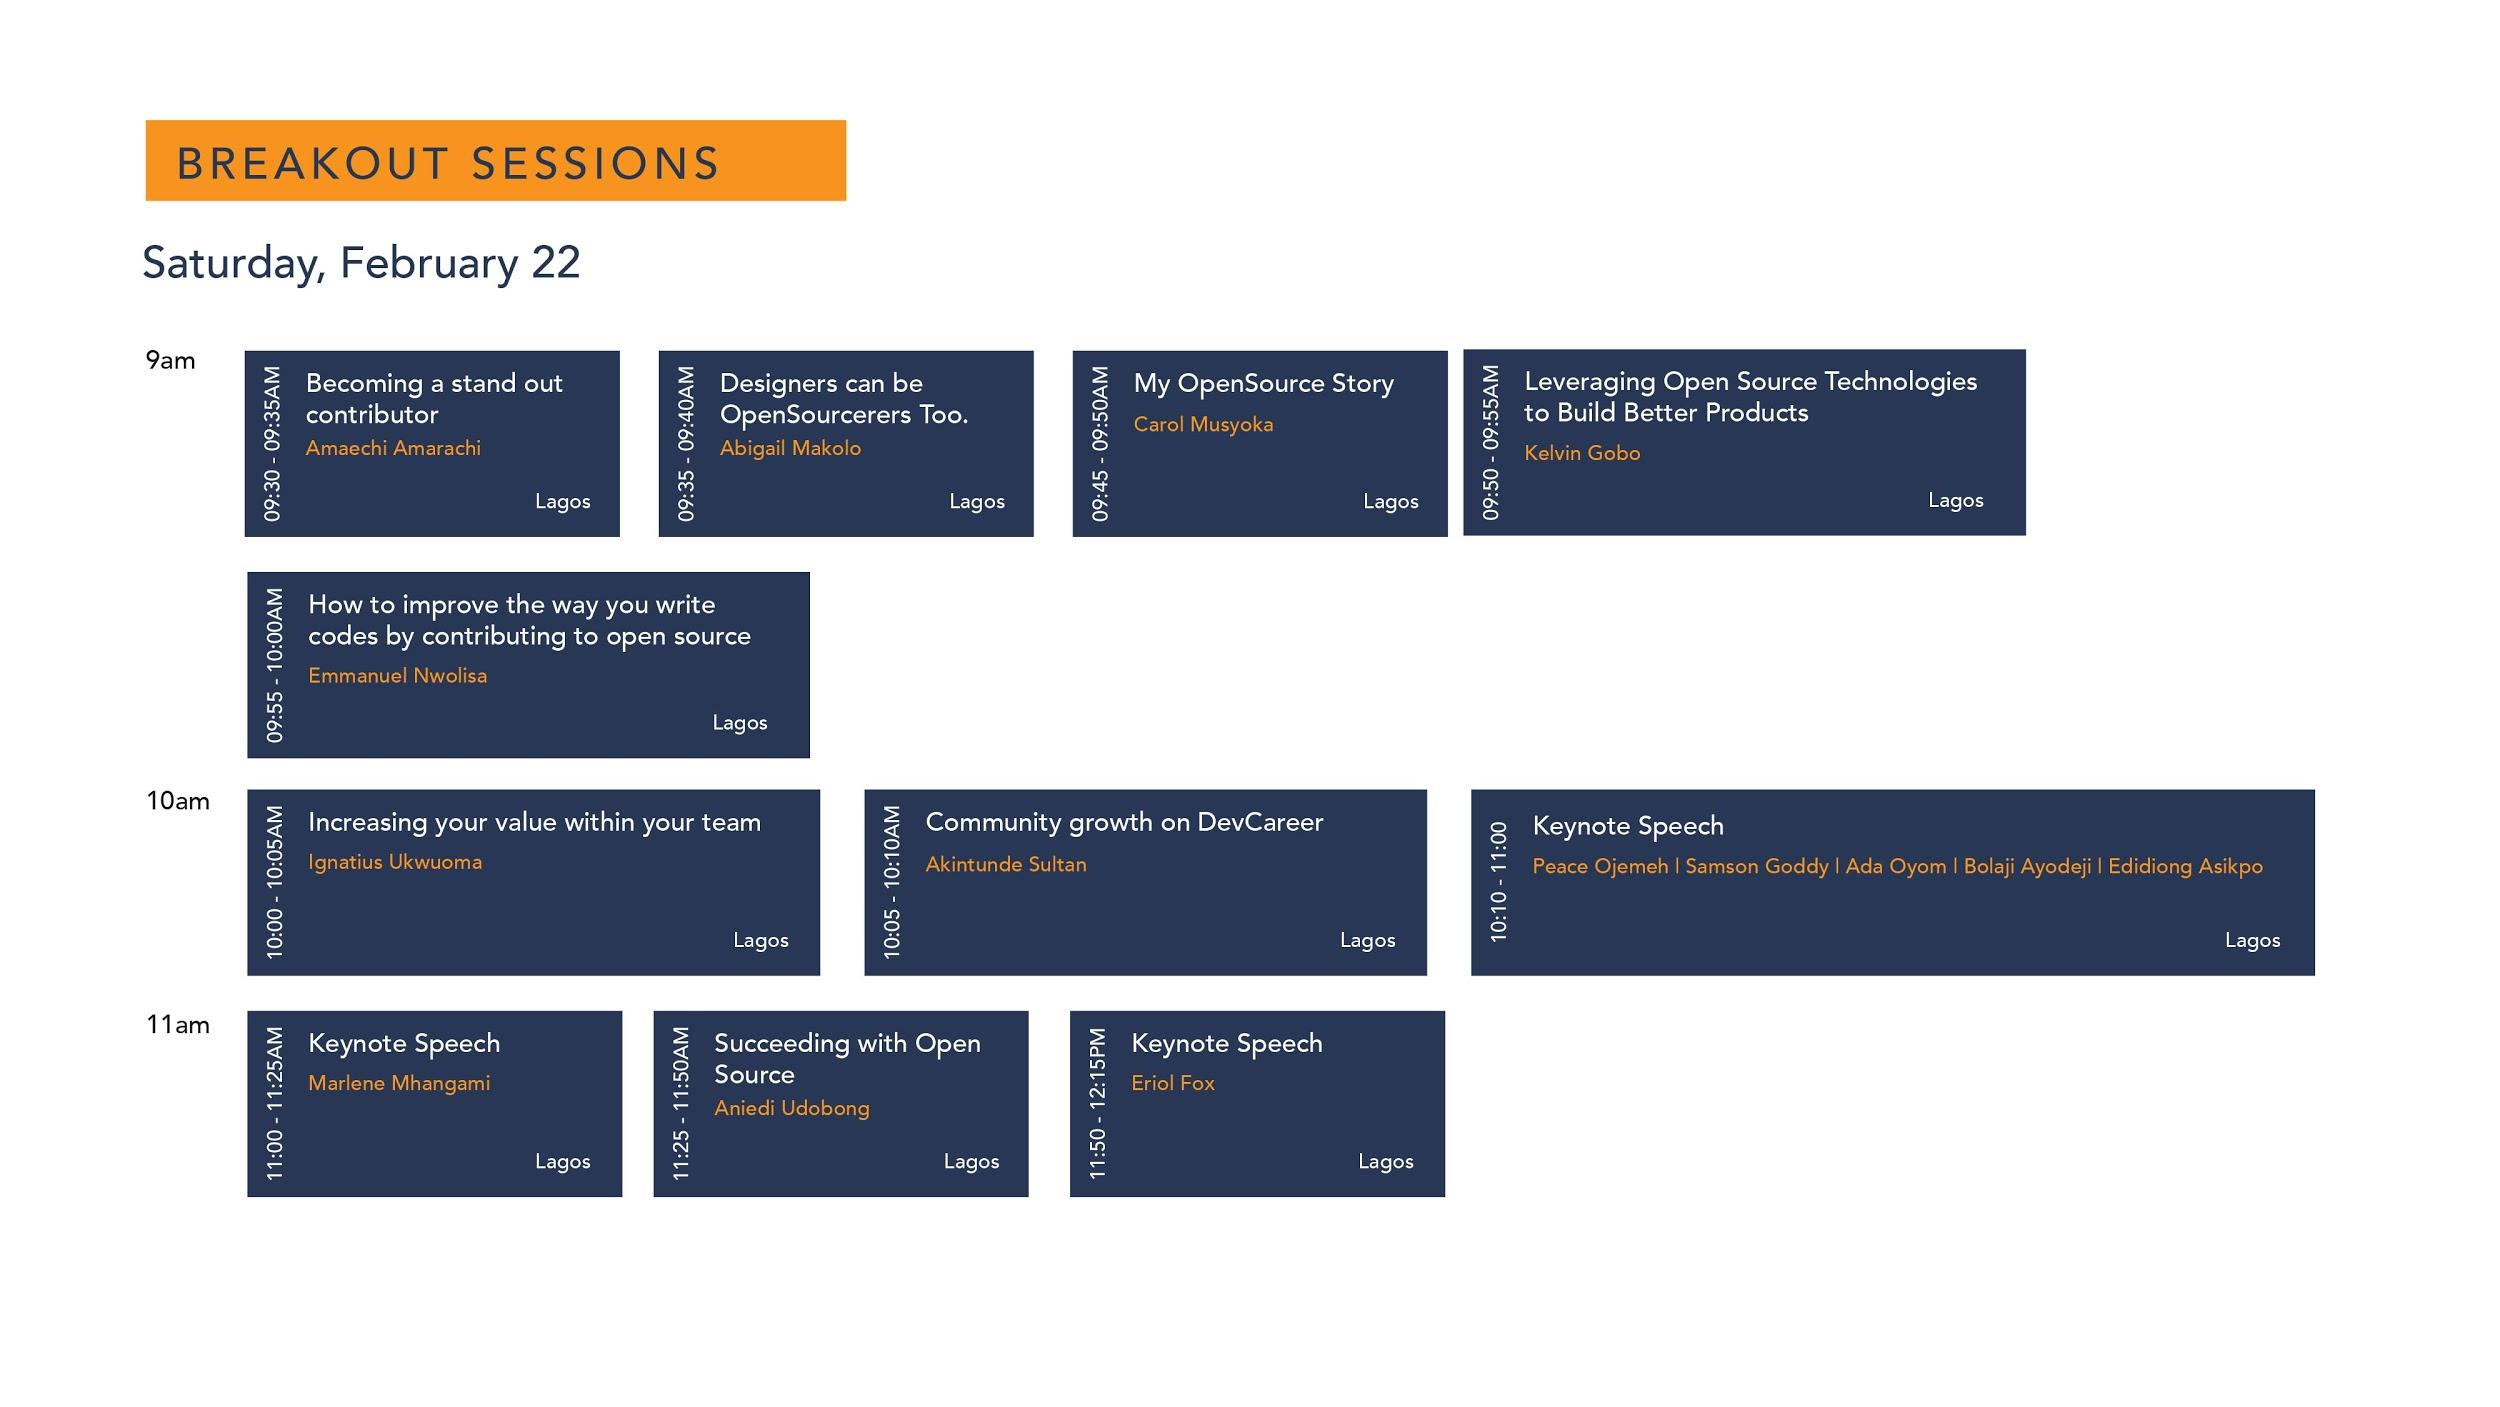 BREAKOUT SESSIONS
Saturday, February 22
9am
09:30 - 09:35AM
Becoming a stand out
contributor
Amaechi Amarachi
Lagos
09:35 - 09:40AM
Designers can be
OpenSourcerers Too.
Abigail Makolo
Lagos
09:45 - 09:50AM
My OpenSource Story
Carol Musyoka
Lagos
09:50 - 09:55AM
Leveraging Open Source Technologies
to Build Better Products
Kelvin Gobo
Lagos
09:55 - 10:00AM
How to improve the way you write
codes by contributing to open source
Emmanuel Nwolisa
Lagos
10am
10:00 - 10:05AM
Increasing your value within your team
Ignatius Ukwuoma
Lagos
10:05 - 10:10AM
Community growth on DevCareer
Akintunde Sultan
Lagos
10:10 - 11:00
Keynote Speech
Peace Ojemeh | Samson Goddy | Ada Oyom | Bolaji Ayodeji | Edidiong Asikpo
Lagos
11am
11:00 - 11:25AM
Keynote Speech
Marlene Mhangami
Lagos
11:25 - 11:50AM
Succeeding with Open
Source
Aniedi Udobong
Lagos
11:50 - 12:15PM
Keynote Speech
Eriol Fox
Lagos